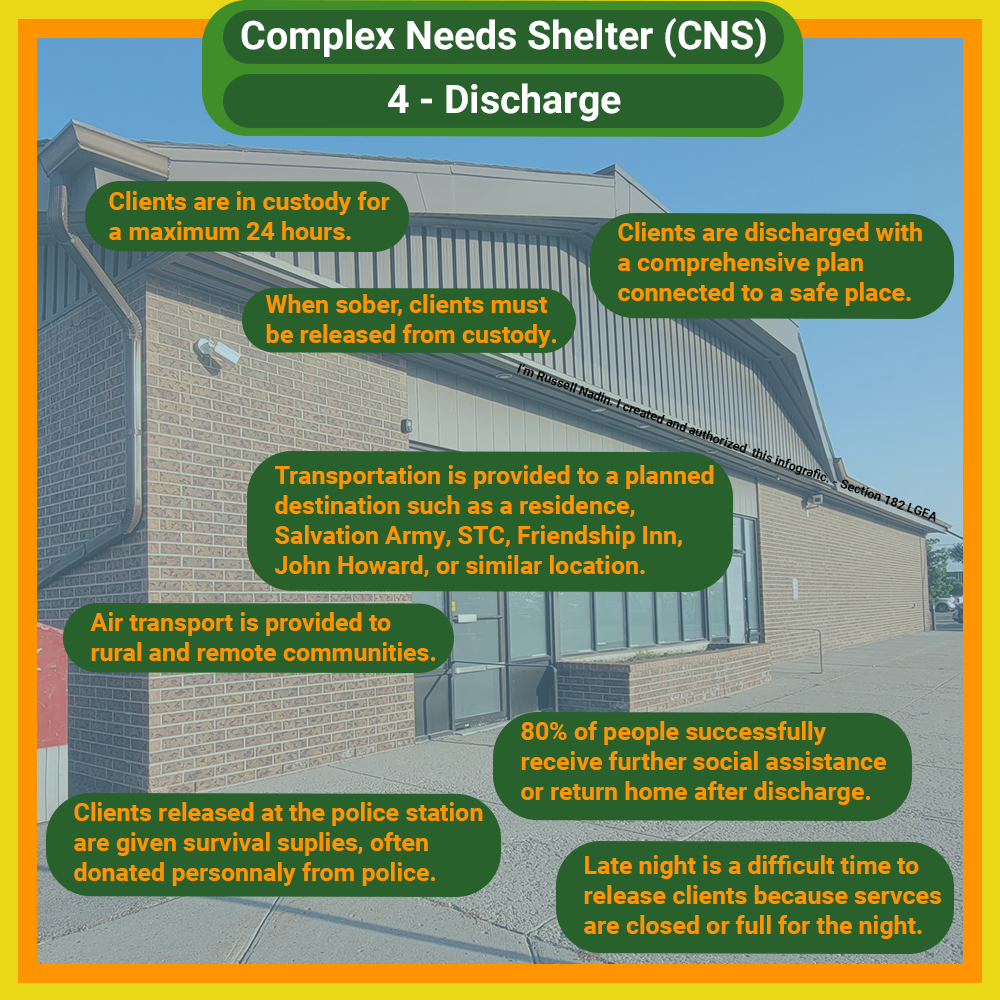 Complex Needs Shelter (CNS)
4 - Discharge
Clients are in custody for
a maximum 24 hours.
Clients are discharged with
a comprehensive plan
connected to a safe place.
When sober, clients must
be released from custody.
I'm Russell Nadin. I created and authorized this infografic. - Section 182 LGEA
Transportation is provided to a planned
destination such as a residence,
Salvation Army, STC, Friendship Inn,
John Howard, or similar location.
Air transport is provided to
rural and remote communities.
80% of people successfully
receive further social assistance
or return home after discharge.
Clients released at the police station
are given survival suplies, often
donated personnaly from police.
Late night is a difficult time to
release clients because servces
are closed or full for the night.